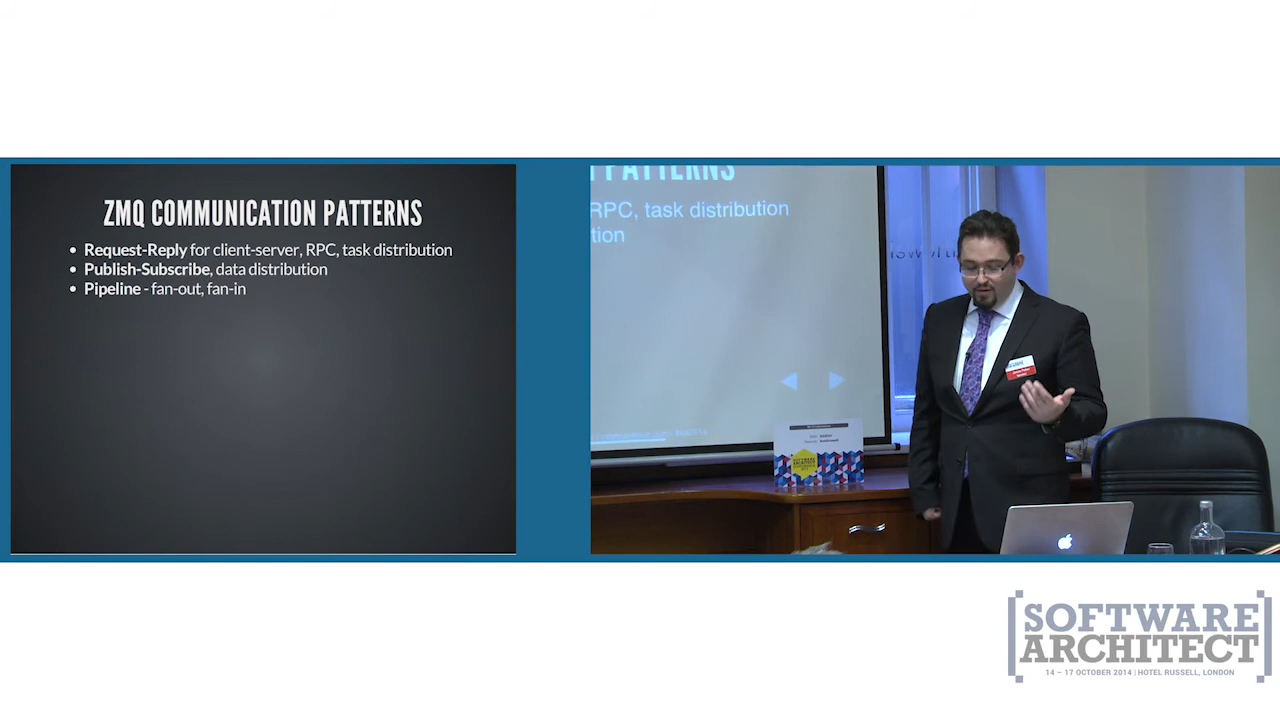 ZMQ COMMUNICATION PATTERNS
• Request-Reply for client-server, RPC, task distribution
• Publish-Subscribe, data distribution
• Pipeline - fan-out, fan-in
PATTERNS
RPC, task distribution
tion
SOFTWARE
ARCHITECT
14 – 17 OCTOBER 2014 | HOTEL RUSSELL, LONDON